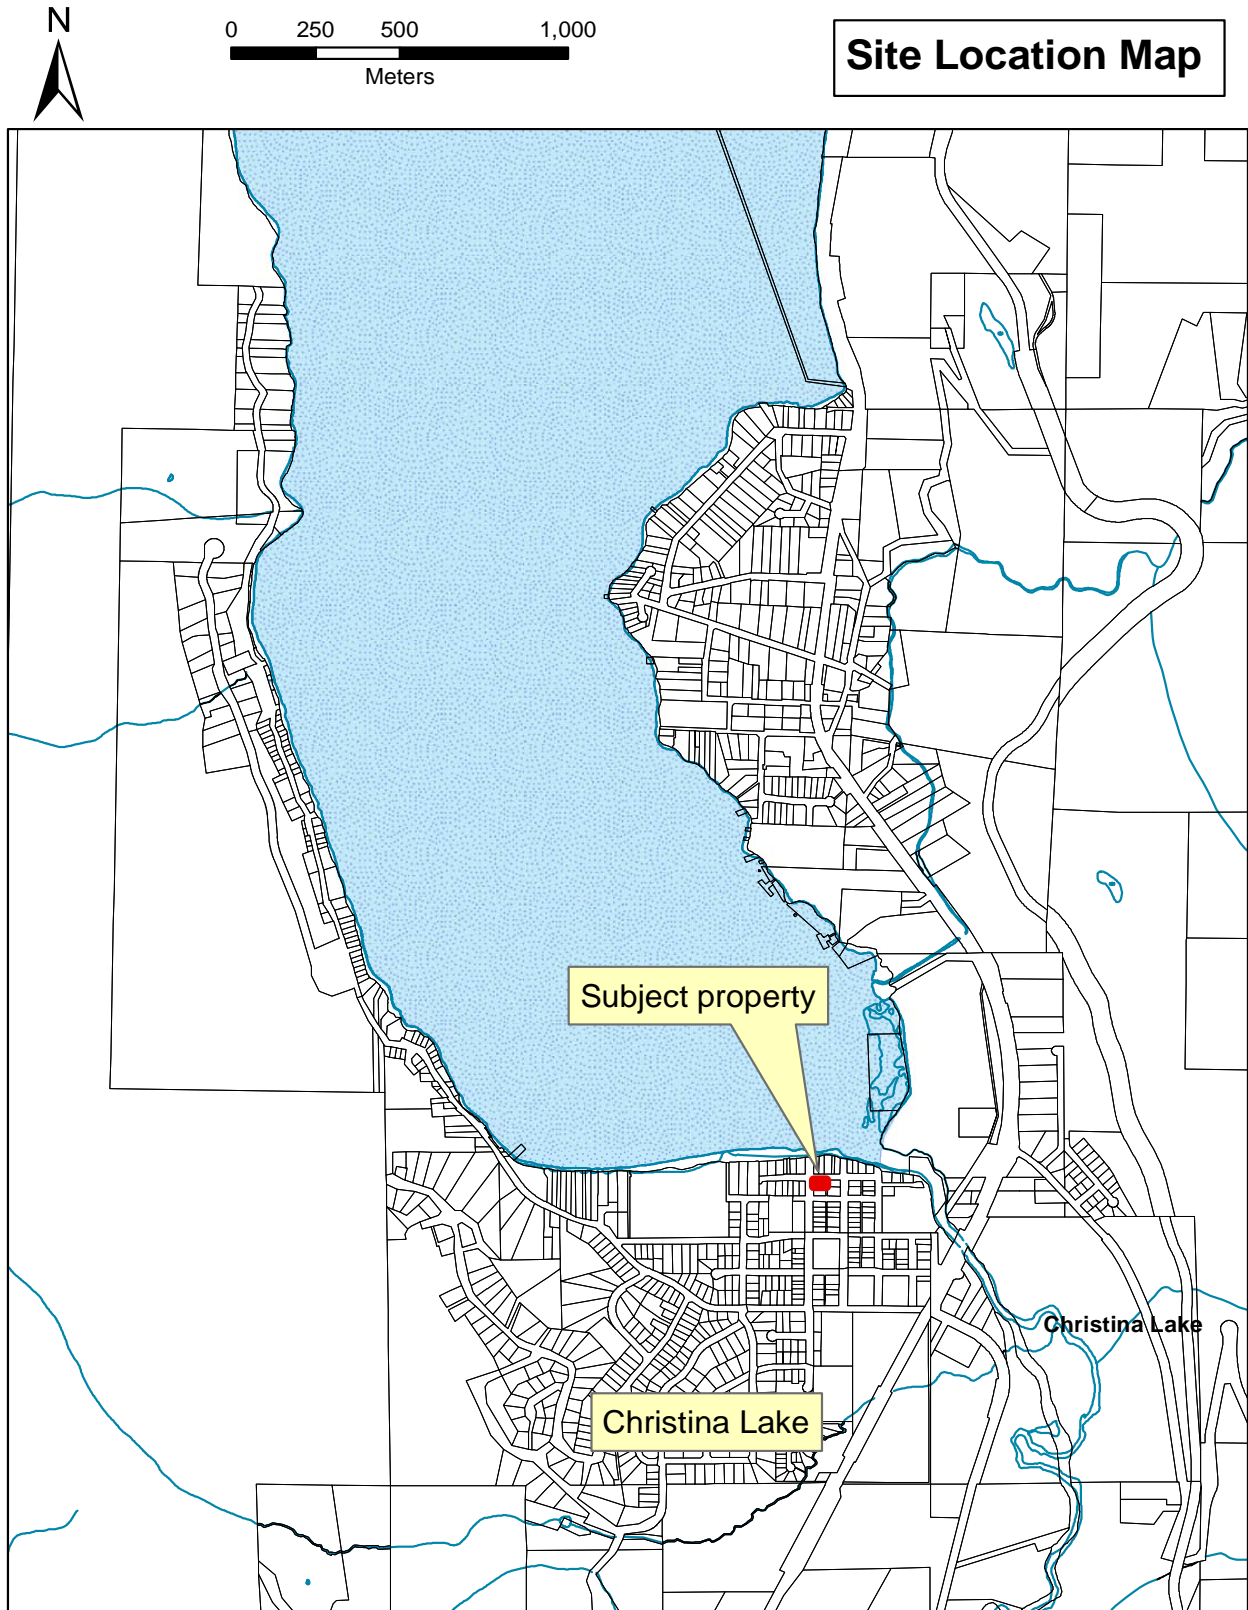 N
0 250 500 1,000
Meters
Site Location Map
Subject property
Christina Lake
Christina Lake